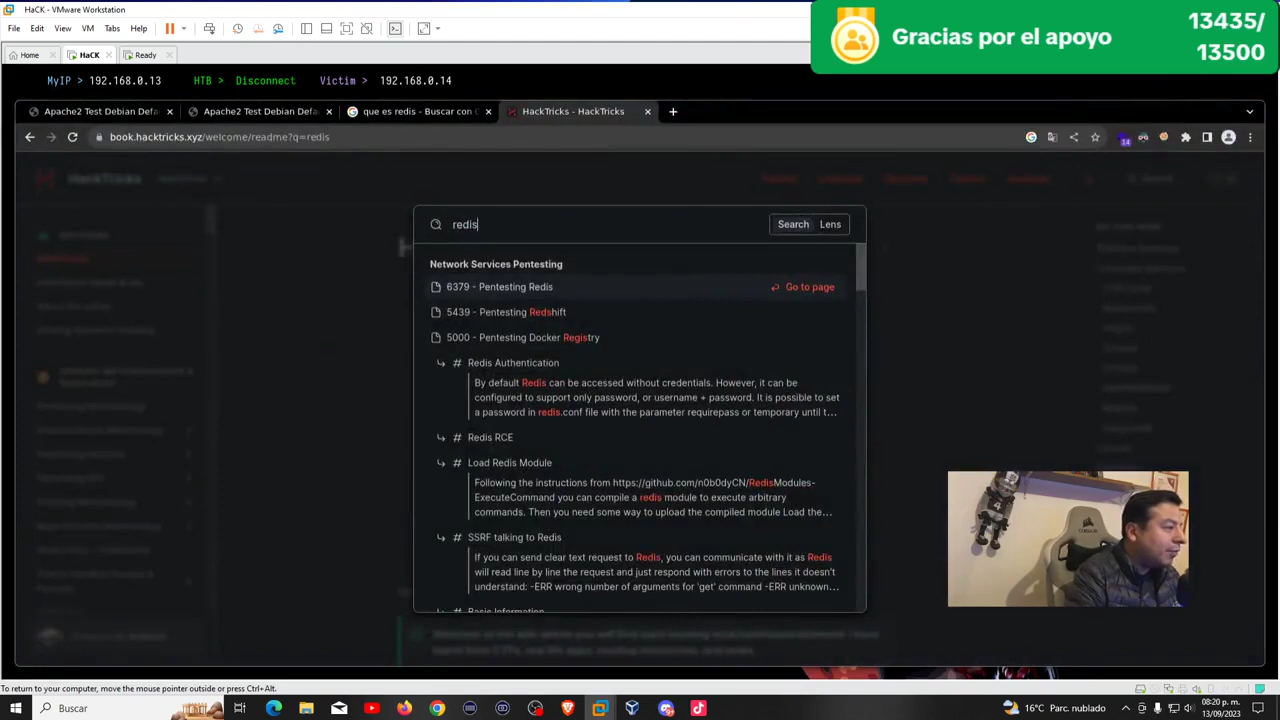 HaCK - VMware Workstation
File Edit View VM Tabs Help
Gracias por el apoyo
13435/
13500
Home HaCK Ready
MyIP > 192.168.0.13 HTB > Disconnect Victim > 192.168.0.14
Apache2 Test Debian Defa Apache2 Test Debian Defa que es redis - Buscar con G HackTricks - HackTricks
book.hacktricks.xyz/welcome/readme?q=redis
14
HackTricks
redis
Search Lens
Network Services Pentesting
6379 - Pentesting Redis
Go to page
5439 - Pentesting Redshift
5000 - Pentesting Docker Registry
# Redis Authentication
By default Redis can be accessed without credentials. However, it can be
configured to support only password, or username + password. It is possible to set
a password in redis.conf file with the parameter requirepass or temporary until t...
# Redis RCE
# Load Redis Module
Following the instructions from https://github.com/n0b0dyCN/RedisModules-
ExecuteCommand you can compile a redis module to execute arbitrary
commands. Then you need some way to upload the compiled module Load the...
# SSRF talking to Redis
If you can send clear text request to Redis, you can communicate with it as Redis
will read line by line the request and just respond with errors to the lines it doesn't
understand: -ERR wrong number of arguments for 'get' command -ERR unknown...
# Basic Information
4
To return to your computer, move the mouse pointer outside or press Ctrl+Alt.
Buscar
16°C Parc. nublado
08:20 p. m.
13/09/2023